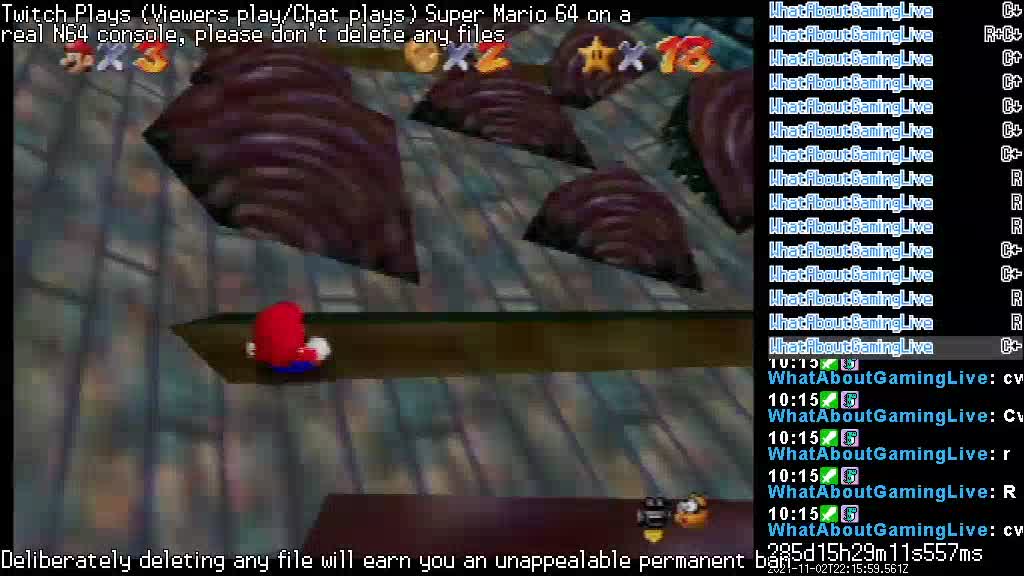 Twitch Plays (Viewers play/Chat plays) Super Mario 64 on a
real N64 console, please don't delete any files
x 3 x 2 x 18
WhatAboutGamingLive C↓
WhatAboutGamingLive R+C↓
WhatAboutGamingLive C↑
WhatAboutGamingLive C↑
WhatAboutGamingLive C↓
WhatAboutGamingLive C↓
WhatAboutGamingLive C←
WhatAboutGamingLive R
WhatAboutGamingLive R
WhatAboutGamingLive R
WhatAboutGamingLive C←
WhatAboutGamingLive C←
WhatAboutGamingLive R
WhatAboutGamingLive R
WhatAboutGamingLive C←
10:15
WhatAboutGamingLive: cv
10:15
WhatAboutGamingLive: Cv
10:15
WhatAboutGamingLive: r
10:15
WhatAboutGamingLive: R
10:15
WhatAboutGamingLive: cv
Deliberately deleting any file will earn you an unappealable permanent ban
285d15h29m11s557ms
2021-11-02T22:15:59.561Z